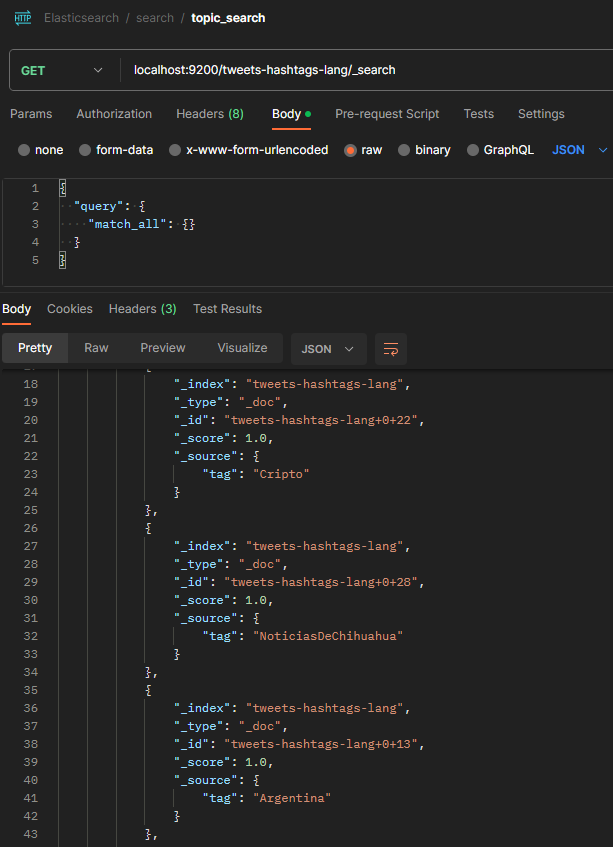 HTTP Elasticsearch / search / topic_search
GET localhost:9200/tweets-hashtags-lang/_search
Params Authorization Headers (8) Body Pre-request Script Tests Settings
none form-data x-www-form-urlencoded raw binary GraphQL JSON
1 {
2 "query": {
3 "match_all": {}
4 }
5 }
Body Cookies Headers (3) Test Results
Pretty Raw Preview Visualize JSON
18 "_index": "tweets-hashtags-lang",
19 "_type": "_doc",
20 "_id": "tweets-hashtags-lang+0+22",
21 "_score": 1.0,
22 "_source": {
23 "tag": "Cripto"
24 }
25 },
26 {
27 "_index": "tweets-hashtags-lang",
28 "_type": "_doc",
29 "_id": "tweets-hashtags-lang+0+28",
30 "_score": 1.0,
31 "_source": {
32 "tag": "NoticiasDeChihuahua"
33 }
34 },
35 {
36 "_index": "tweets-hashtags-lang",
37 "_type": "_doc",
38 "_id": "tweets-hashtags-lang+0+13",
39 "_score": 1.0,
40 "_source": {
41 "tag": "Argentina"
42 }
43 },